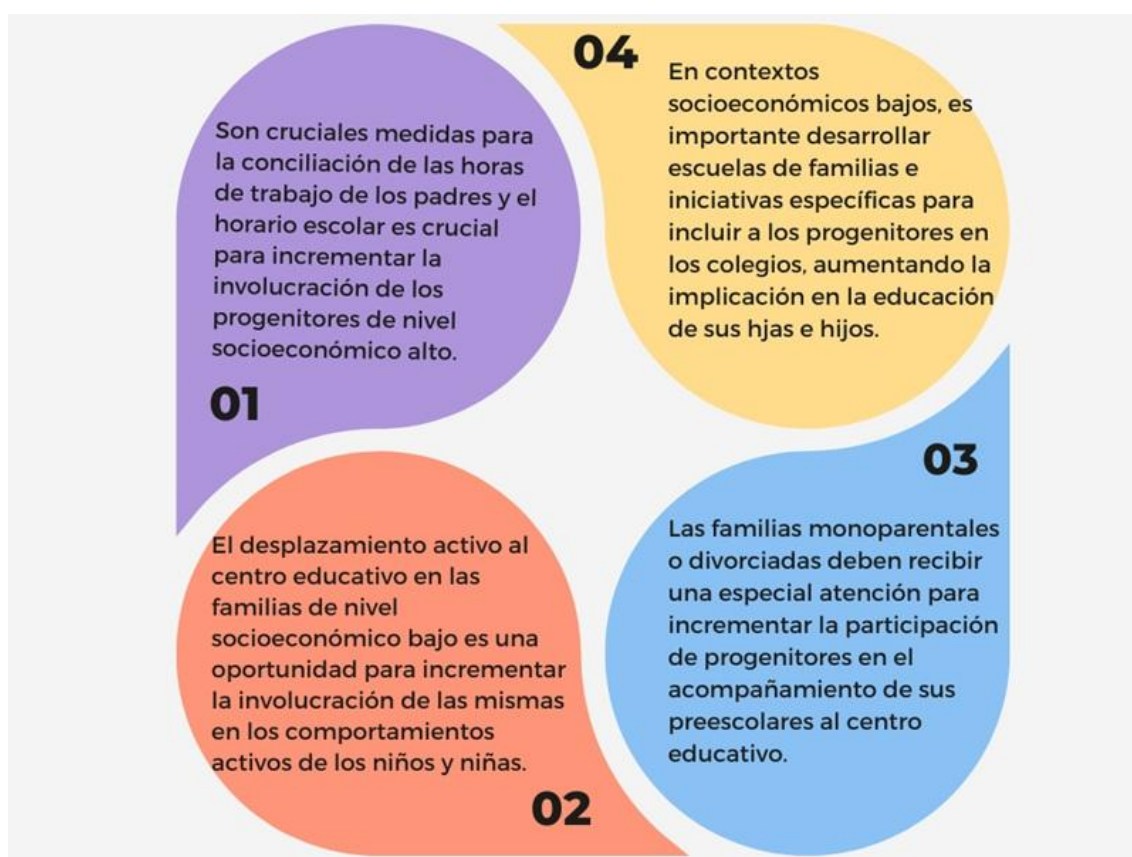 Son cruciales medidas para
la conciliación de las horas
de trabajo de los padres y el
horario escolar es crucial
para incrementar la
involucración de los
progenitores de nivel
socioeconómico alto.
01
El desplazamiento activo al
centro educativo en las
familias de nivel
socioeconómico bajo es una
oportunidad para incrementar
la involucración de las mismas
en los comportamientos
activos de los niños y niñas.
02
03
Las familias monoparentales
o divorciadas deben recibir
una especial atención para
incrementar la participación
de progenitores en el
acompañamiento de sus
preescolares al centro
educativo.
04
En contextos
socioeconómicos bajos, es
importante desarrollar
escuelas de familias e
iniciativas específicas para
incluir a los progenitores en
los colegios, aumentando la
implicación en la educación
de sus hjas e hijos.